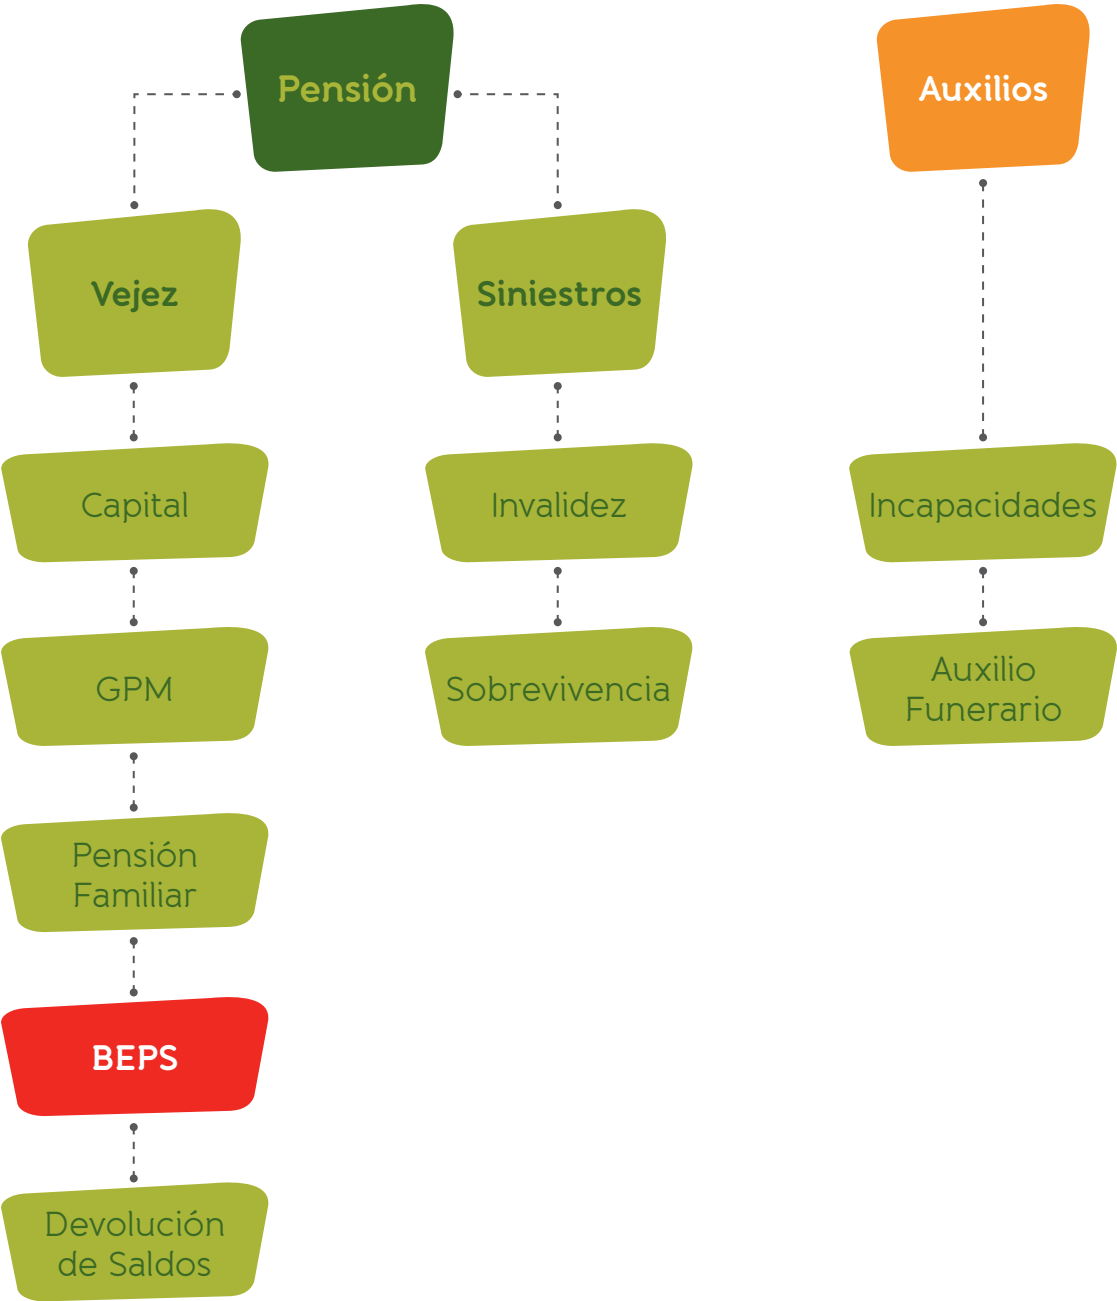 Pensión
Auxilios
Vejez
Siniestros
Capital
Invalidez
Incapacidades
GPM
Sobrevivencia
Auxilio
Funerario
Pensión
Familiar
BEPS
Devolución
de Saldos